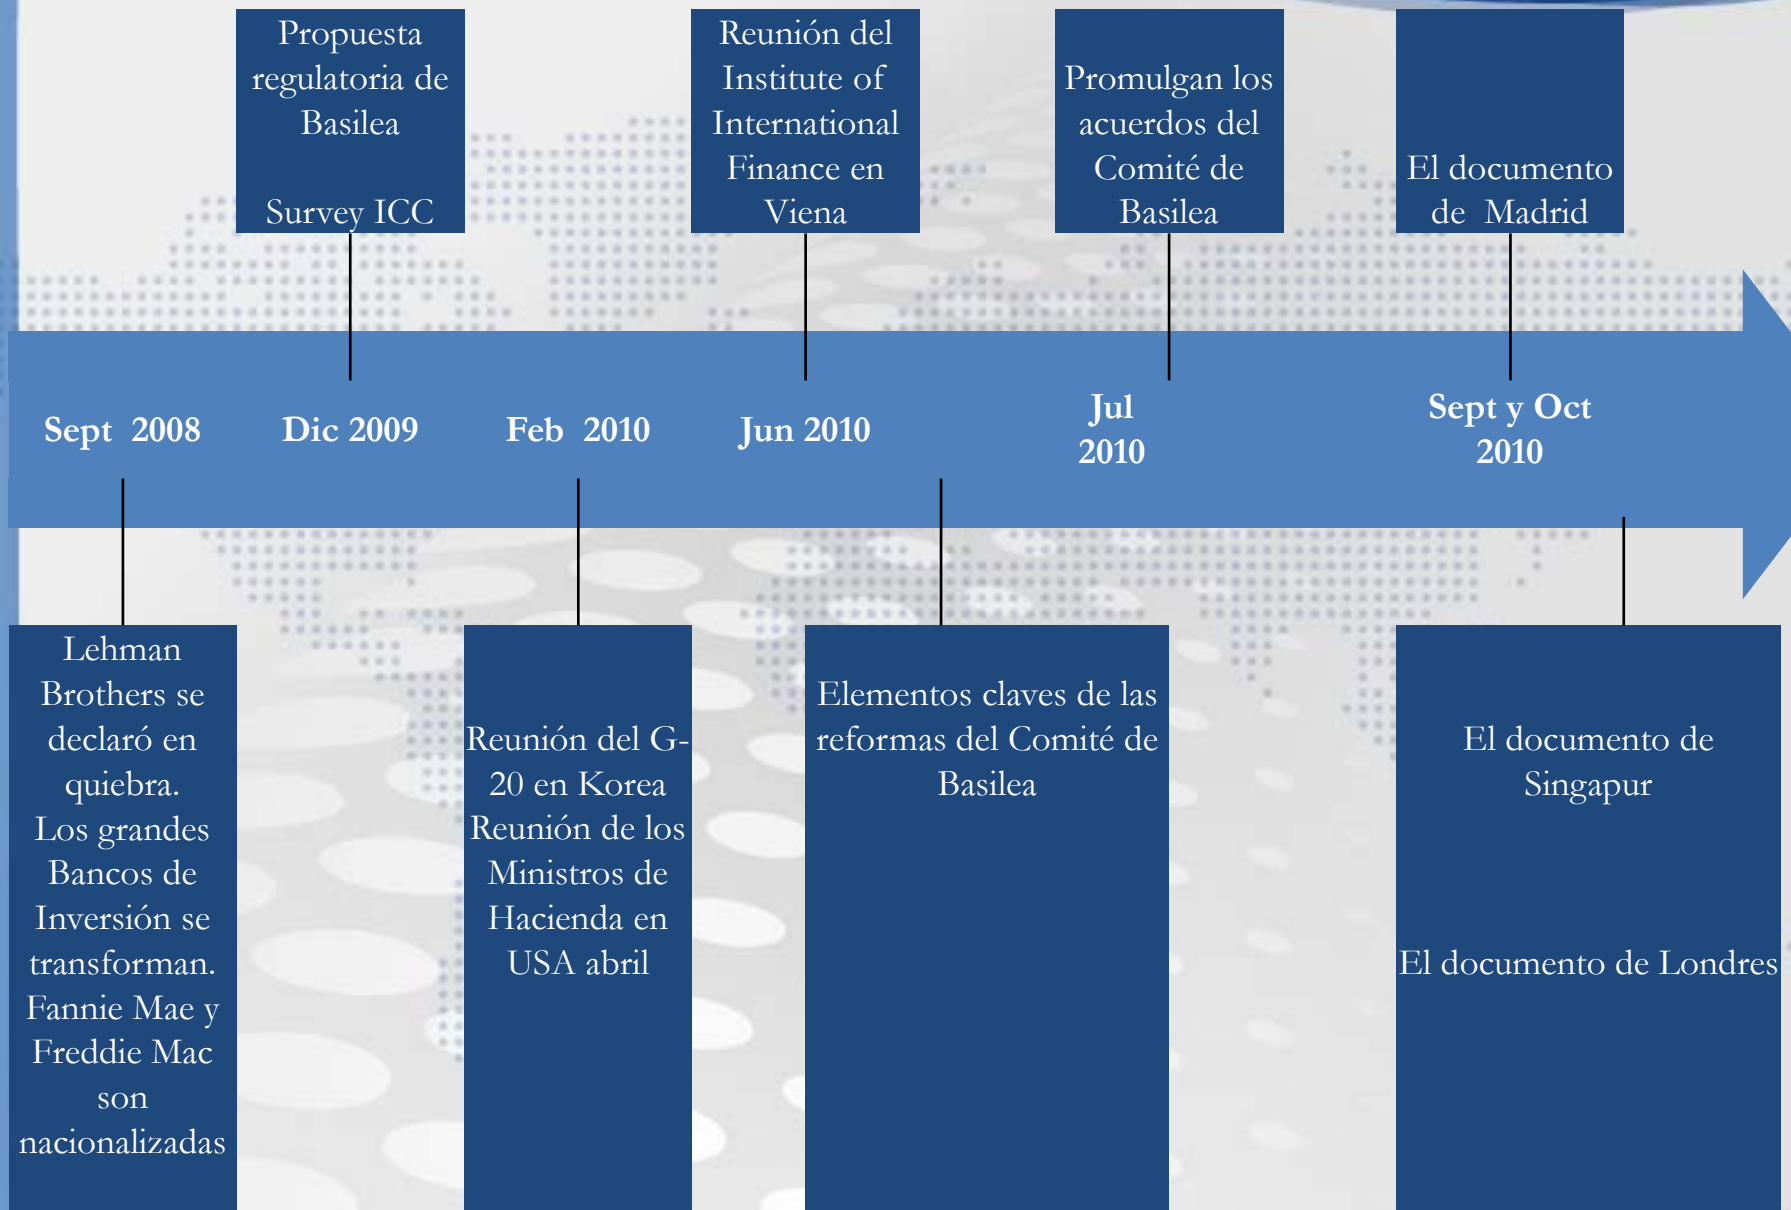 Propuesta
regulatoria de
Basilea
Survey ICC
Reunión del
Institute of
International
Finance en
Viena
Promulgan los
acuerdos del
Comité de
Basilea
El documento
de Madrid
Sept 2008
Dic 2009
Feb 2010
Jun 2010
Jul
2010
Sept y Oct
2010
Lehman
Brothers se
declaró en
quiebra.
Los grandes
Bancos de
Inversión se
transforman.
Fannie Mae y
Freddie Mac
son
nacionalizadas
Reunión del G-
20 en Korea
Reunión de los
Ministros de
Hacienda en
USA abril
Elementos claves de las
reformas del Comité de
Basilea
El documento de
Singapur
El documento de Londres